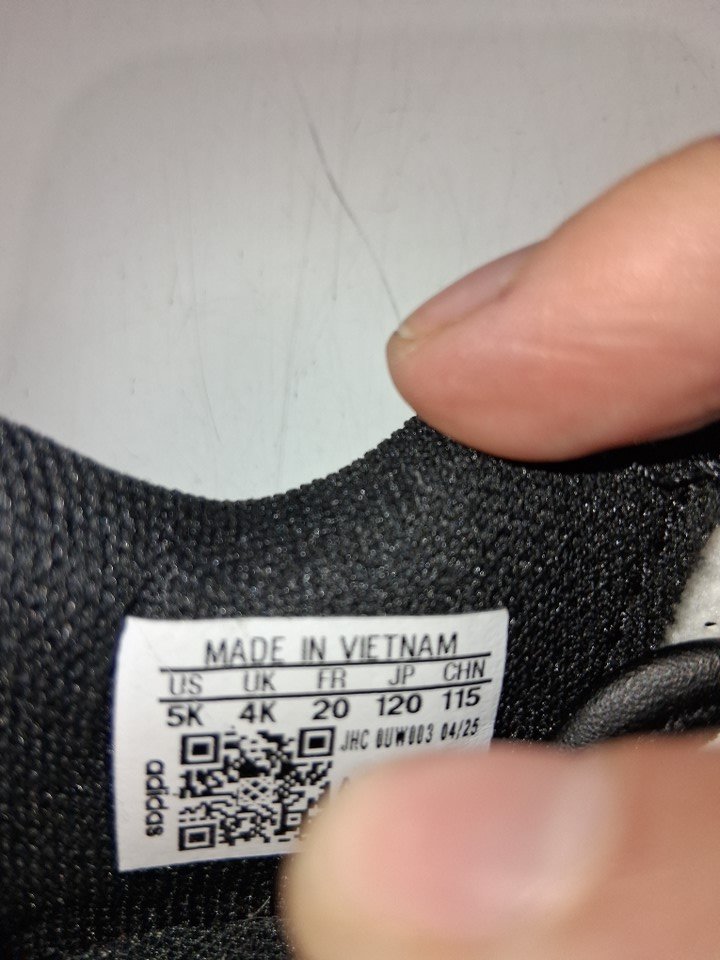 MADE IN VIETNAM
US UK FR JP CHN
5K 4K 20 120 115
JHC 0UW003 04/25
adidas